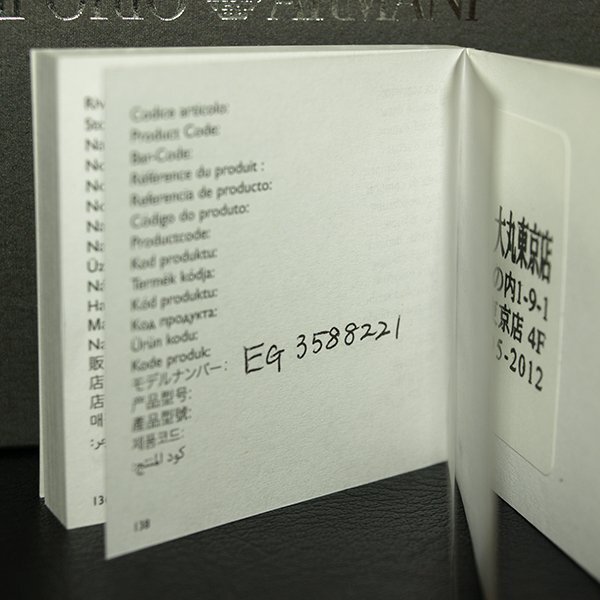 ARMANI
Codice articolo:
Product Code:
Bar-Code:
Référence du produit :
Referencia de producto:
Código do produto:
Productcode:
Kod produktu:
Termék kódja:
Kód produktu:
Код продукта:
Ürün kodu:
Kode produk:
モデルナンバー: EG 3588221
产品型号:
產品型號:
제품코드:
كود المنتج:
138
大丸東京店
の内1-9-1
京店 4F
5-2012